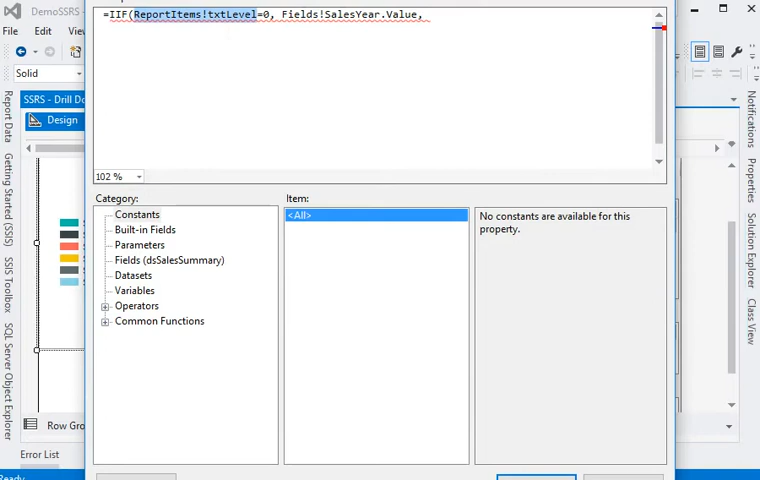 DemoSSRS -
=IIF(ReportItems!txtLevel=0, Fields!SalesYear.Value,
File
Solid
SSRS - Drill Do
Design
Report Data
Getting Started (SSIS)
SSIS Toolbox
SQL Server Object Explorer
102 %
Category:
Item:
Constants
Built-in Fields
Parameters
Fields (dsSalesSummary)
Datasets
Variables
Operators
Common Functions
<All>
No constants are available for this
property.
Notifications
Properties
Solution Explorer
Class View
Row Gro
Error List
Ready